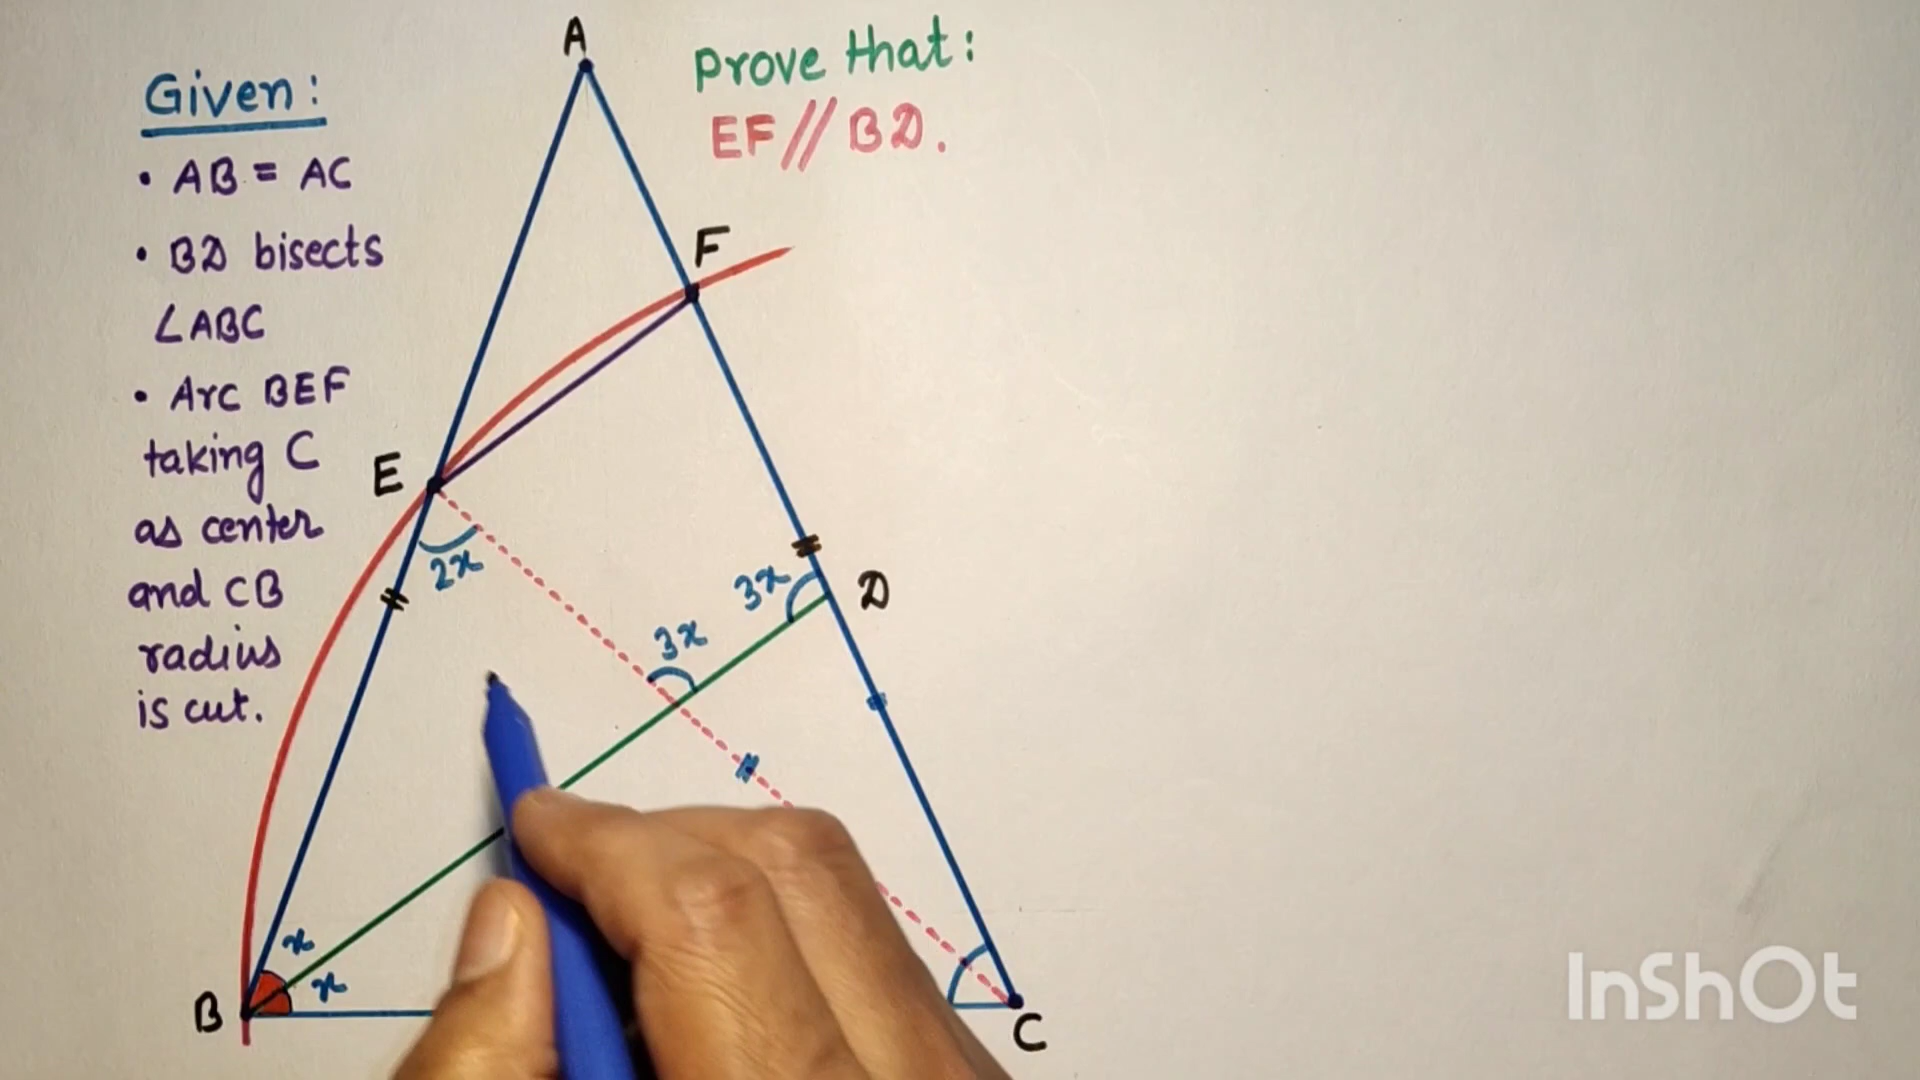 Given:
• AB = AC
• BD bisects
∠ABC
• Arc BEF
taking C
as center
and CB
radius
is cut.
Prove that:
EF // BD.
A
F
E
2x
3x
3x
D
x
x
B
C
InShOt